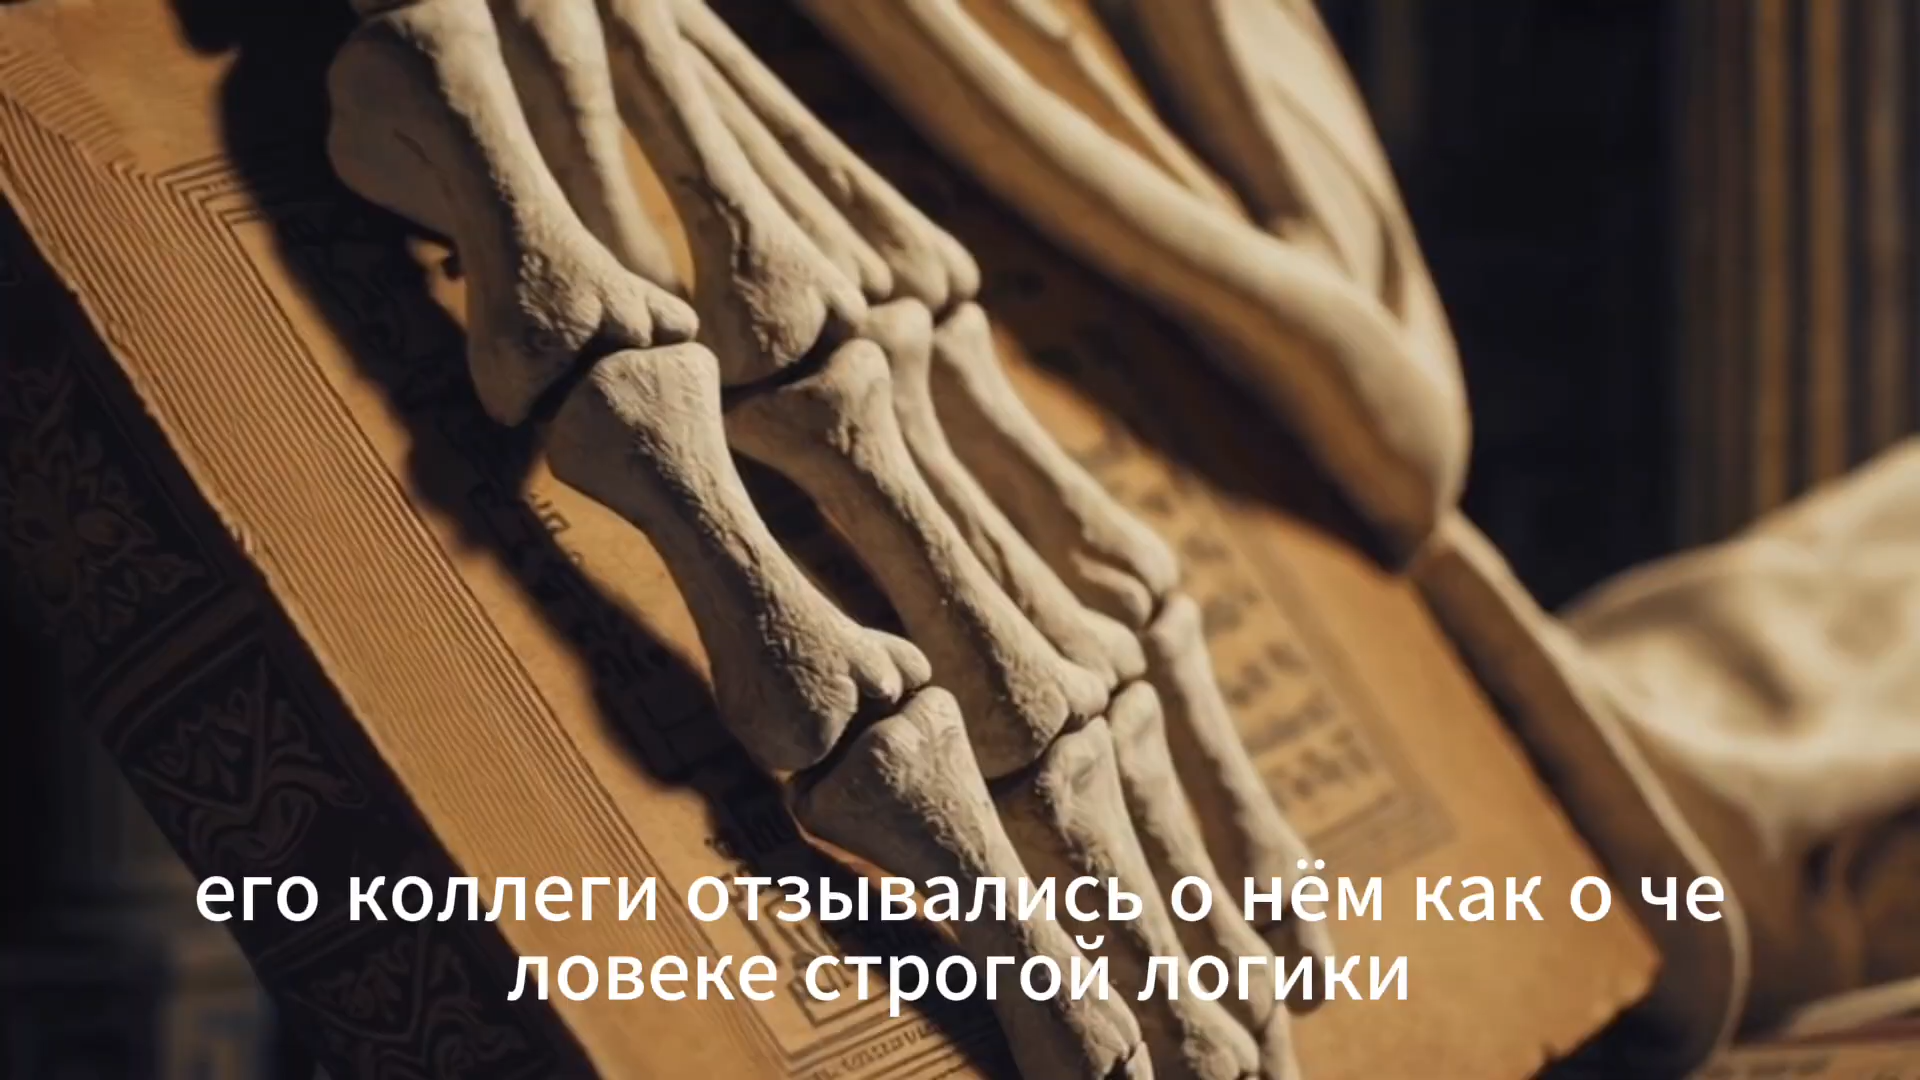 его коллеги отзывались о нём как о че
ловеке строгой логики